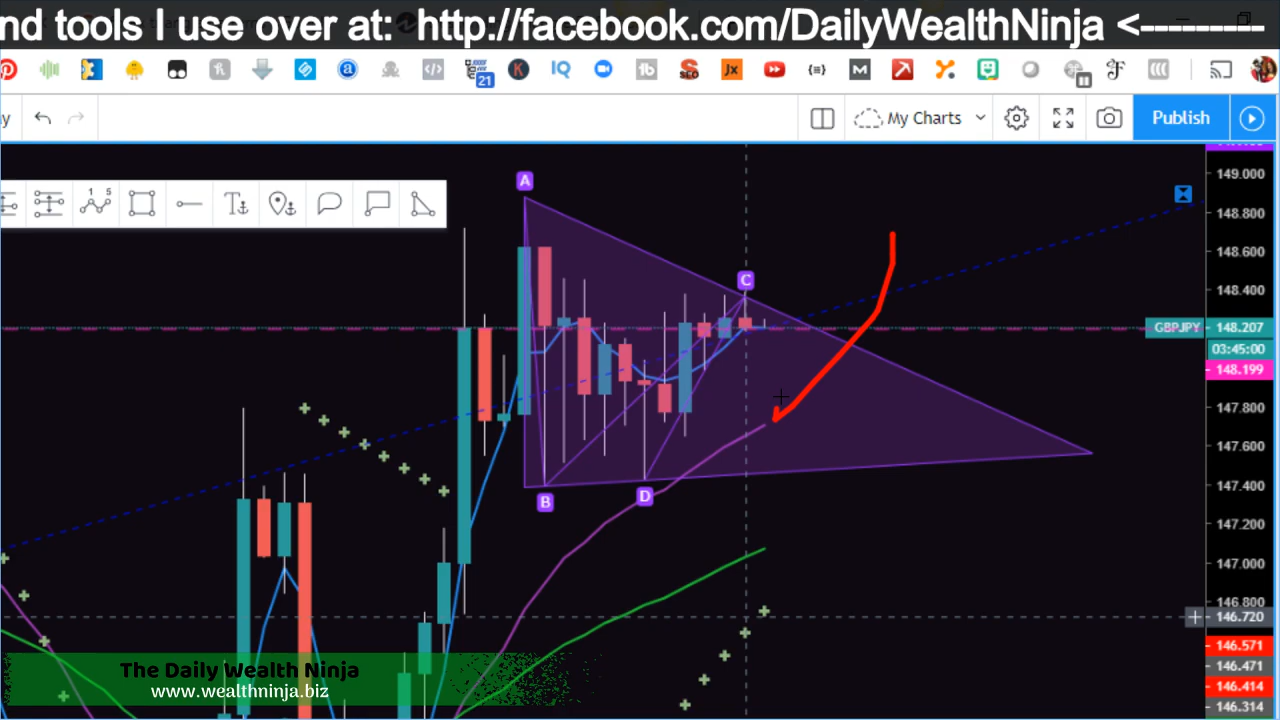 nd tools I use over at: http://facebook.com/DailyWealthNinja <---------
21
y
My Charts
Publish
1 5
149.000
148.800
148.600
148.400
GBPJPY 148.207
03:45:00
148.199
147.800
147.600
147.400
147.200
147.000
146.800
146.720
146.571
146.471
146.414
146.314
A
C
B
D
The Daily Wealth Ninja
www.wealthninja.biz